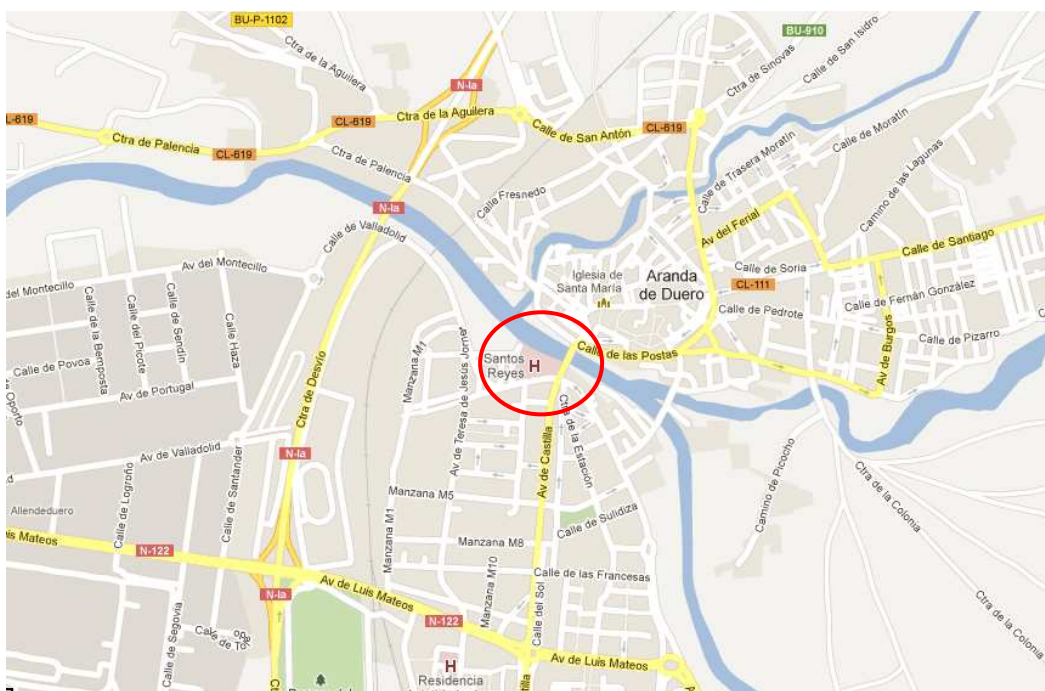 BU-P-1102
Ctra de la Aguilera
BU-910
Ctra de Sinovas
Calle de San Isidro
N-Ia
CL-619
Ctra de Palencia
CL-619
CL-619
Ctra de la Aguilera
Calle de San Antón
CL-619
Ctra de Palencia
Calle de Trasera Moratín
Calle de Moratín
Camino de las Lagunas
Calle Fresnedo
N-Ia
Calle de Valladolid
Av del Ferial
Calle de Santiago
Av del Montecillo
del Montecillo
Iglesia de
Santa María
Aranda
de Duero
Calle de Soria
CL-111
Calle de Pedrote
Calle de Fernán González
Calle de Pizarro
Calle de la Bemposta
Calle del Picote
Calle de Sendín
Calle Haza
Calle de Povoa
Oporto
Av de Portugal
Ctra de Desvío
Manzana M1
Av de Teresa de Jesús Jornet
Santos
Reyes
H
Calle de las Postas
Av de Burgos
Ctra de la Estación
Av de Castilla
Av de Valladolid
N-Ia
Calle de Logroño
Calle de Santander
Allendeduero
Manzana M5
Manzana M1
Camino de Picocho
Ctra de la Colonia
is Mateos
N-122
Manzana M8
Calle de Sulidiza
Manzana M10
Calle de las Francesas
Av de Luis Mateos
N-Ia
N-122
Calle del Sol
Ctra de la Colonia
Calle de Segovia
H
Residencia
Av de Luis Mateos